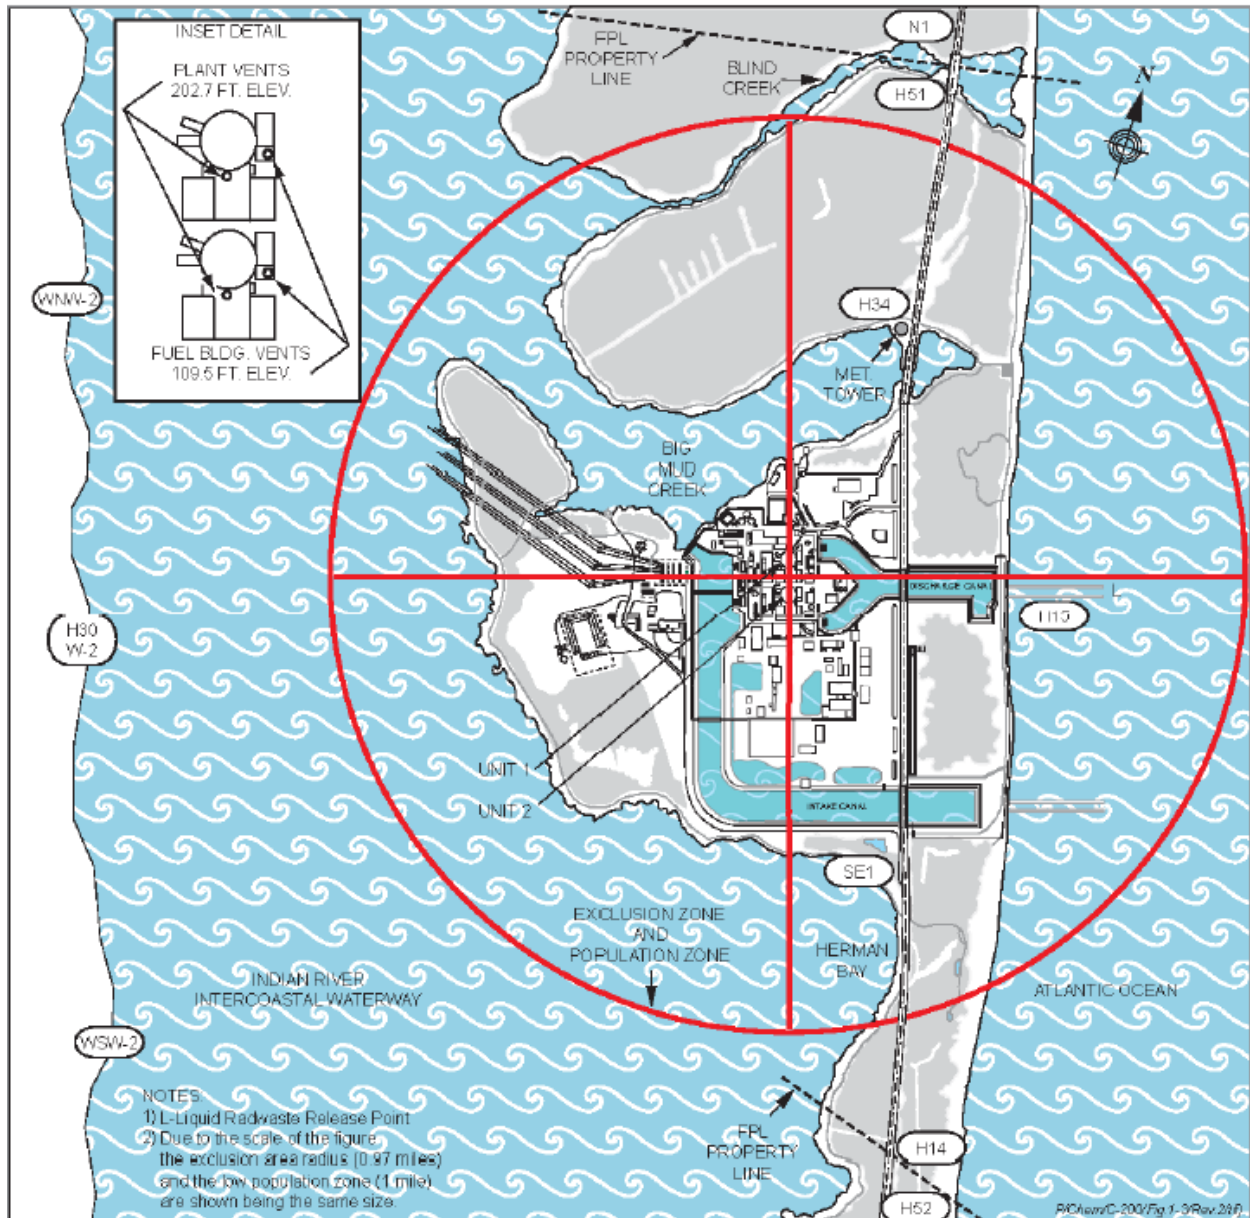 INSET DETAIL
PLANT VENTS
202.7 FT. ELEV.
FUEL BLDG. VENTS
109.5 FT. ELEV.
FPL
PROPERTY
LINE
BLIND
CREEK
N1
H51
N
WNW-2
H34
MET.
TOWER
BIG
MUD
CREEK
DISCHARGE CANAL
L
H15
H30
W-2
UNIT 1
UNIT 2
INTAKE CANAL
SE1
EXCLUSION ZONE
AND
POPULATION ZONE
HERMAN
BAY
INDIAN RIVER
INTERCOASTAL WATERWAY
ATLANTIC OCEAN
WSW-2
NOTES:
1) L-Liquid Radwaste Release Point
2) Due to the scale of the figure,
the exclusion area radius (0.97 miles)
and the low population zone (1 mile)
are shown being the same size.
FPL
PROPERTY
LINE
H14
H52